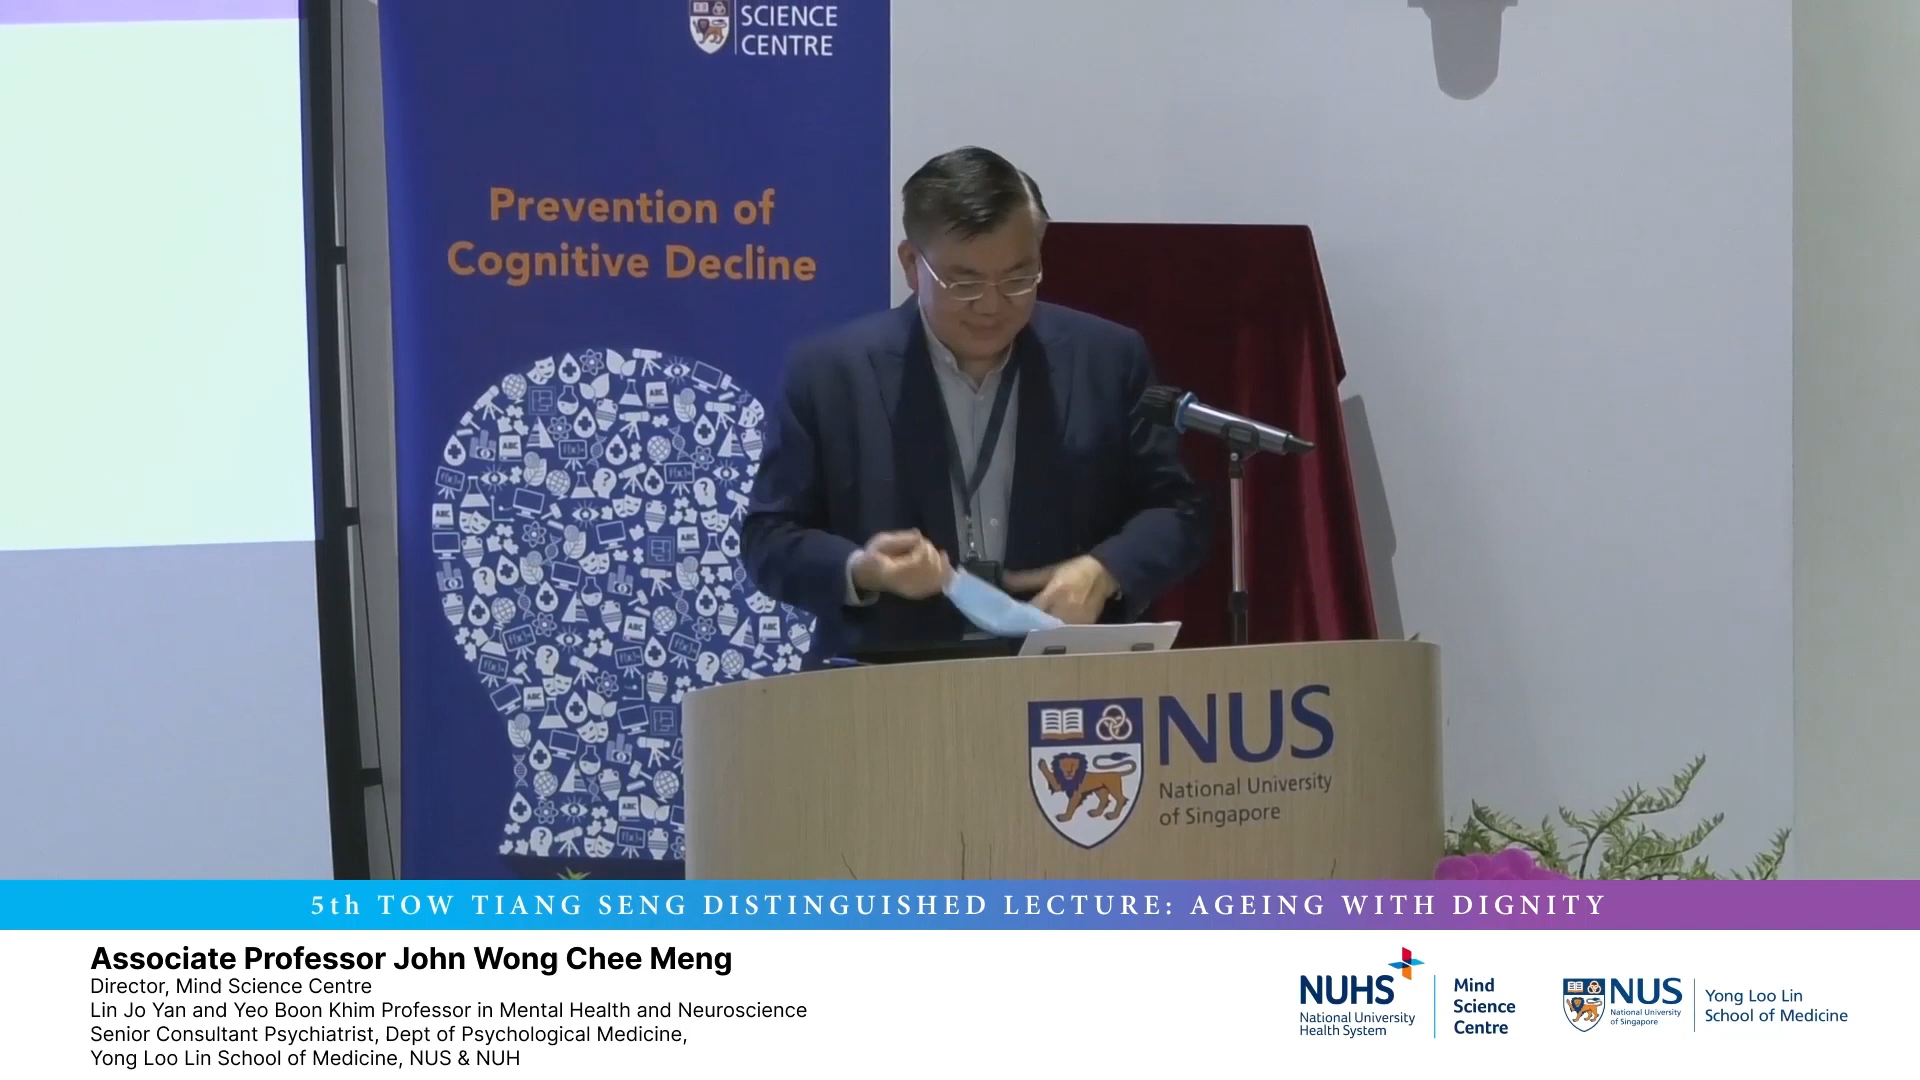 SCIENCE
CENTRE
Prevention of
Cognitive Decline
NUS
National University
of Singapore
5th TOW TIANG SENG DISTINGUISHED LECTURE: AGEING WITH DIGNITY
Associate Professor John Wong Chee Meng
Director, Mind Science Centre
Lin Jo Yan and Yeo Boon Khim Professor in Mental Health and Neuroscience
Senior Consultant Psychiatrist, Dept of Psychological Medicine,
Yong Loo Lin School of Medicine, NUS & NUH
NUHS
National University
Health System
Mind
Science
Centre
NUS
National University
of Singapore
Yong Loo Lin
School of Medicine